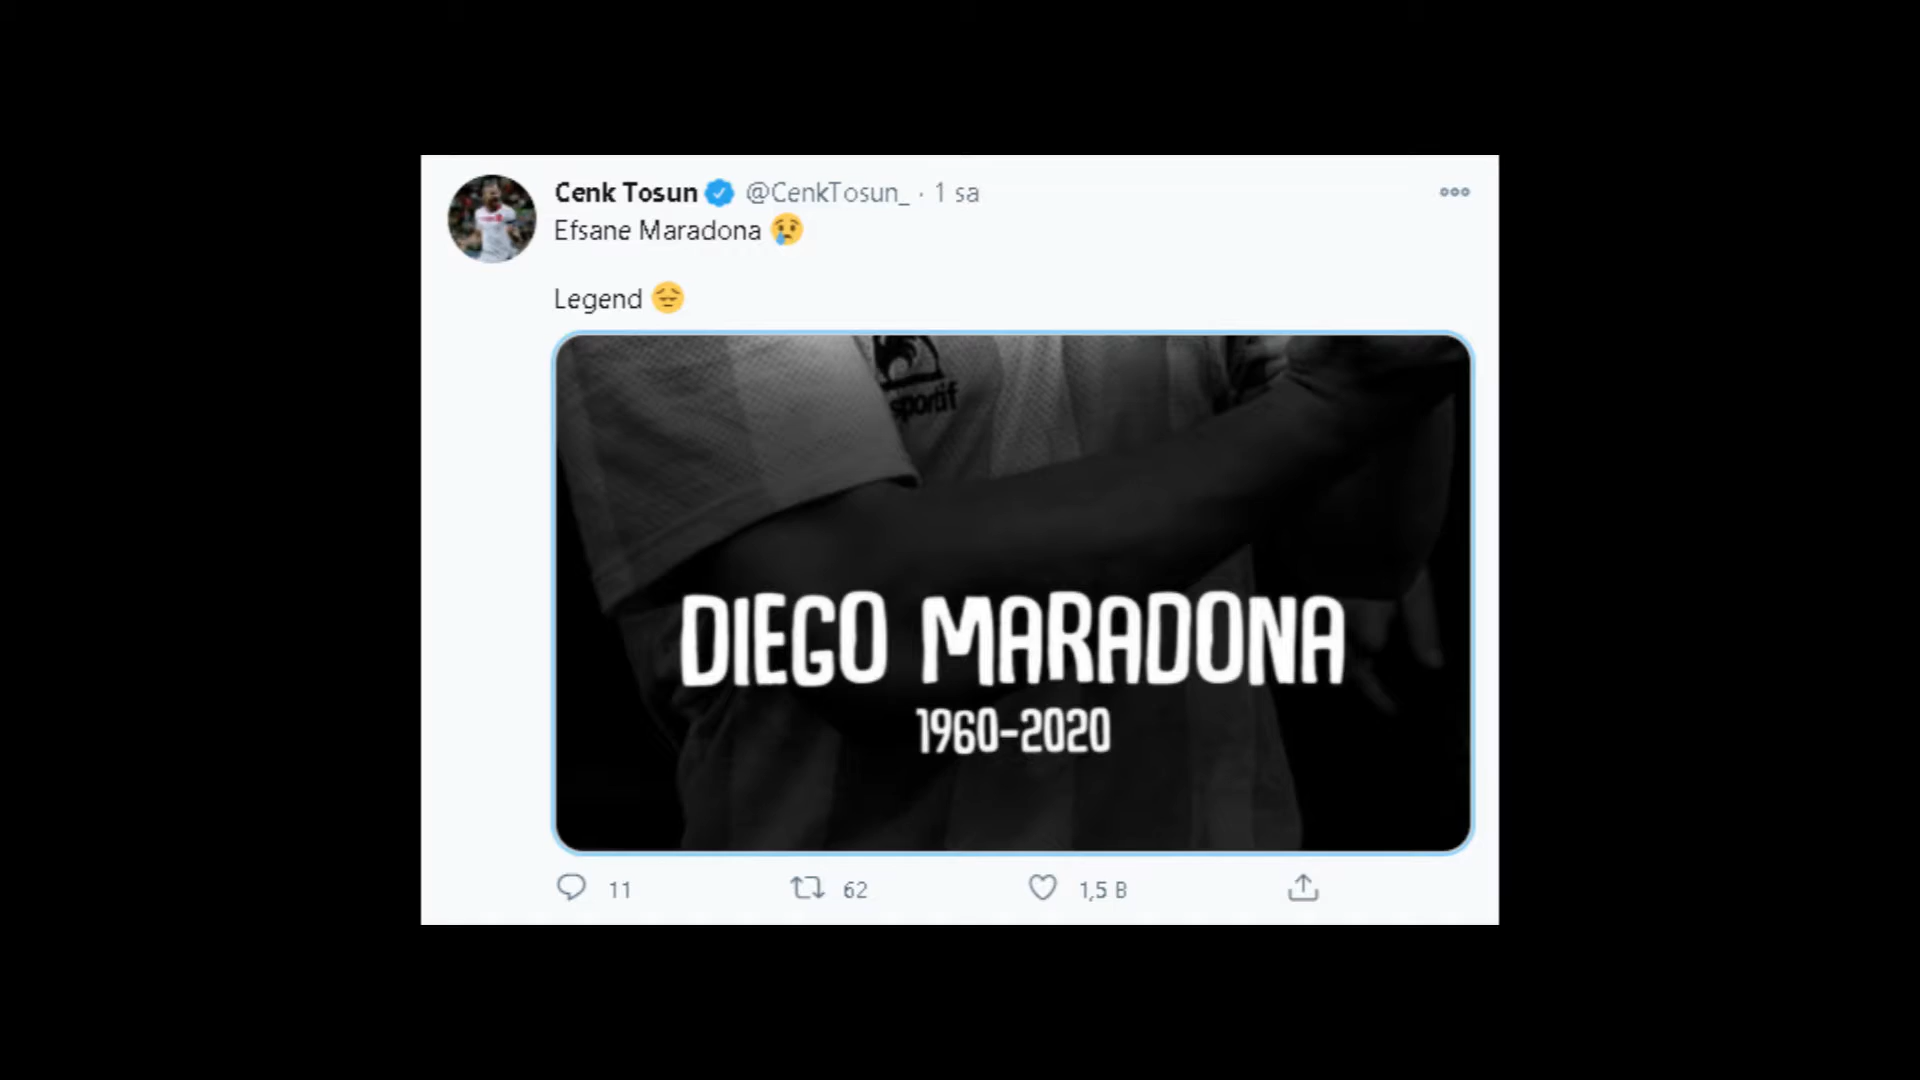 Cenk Tosun @CenkTosun_ · 1 sa
Efsane Maradona 😢
Legend 😔
sportif
DIEGO MARADONA
1960-2020
11 62 1,5 B